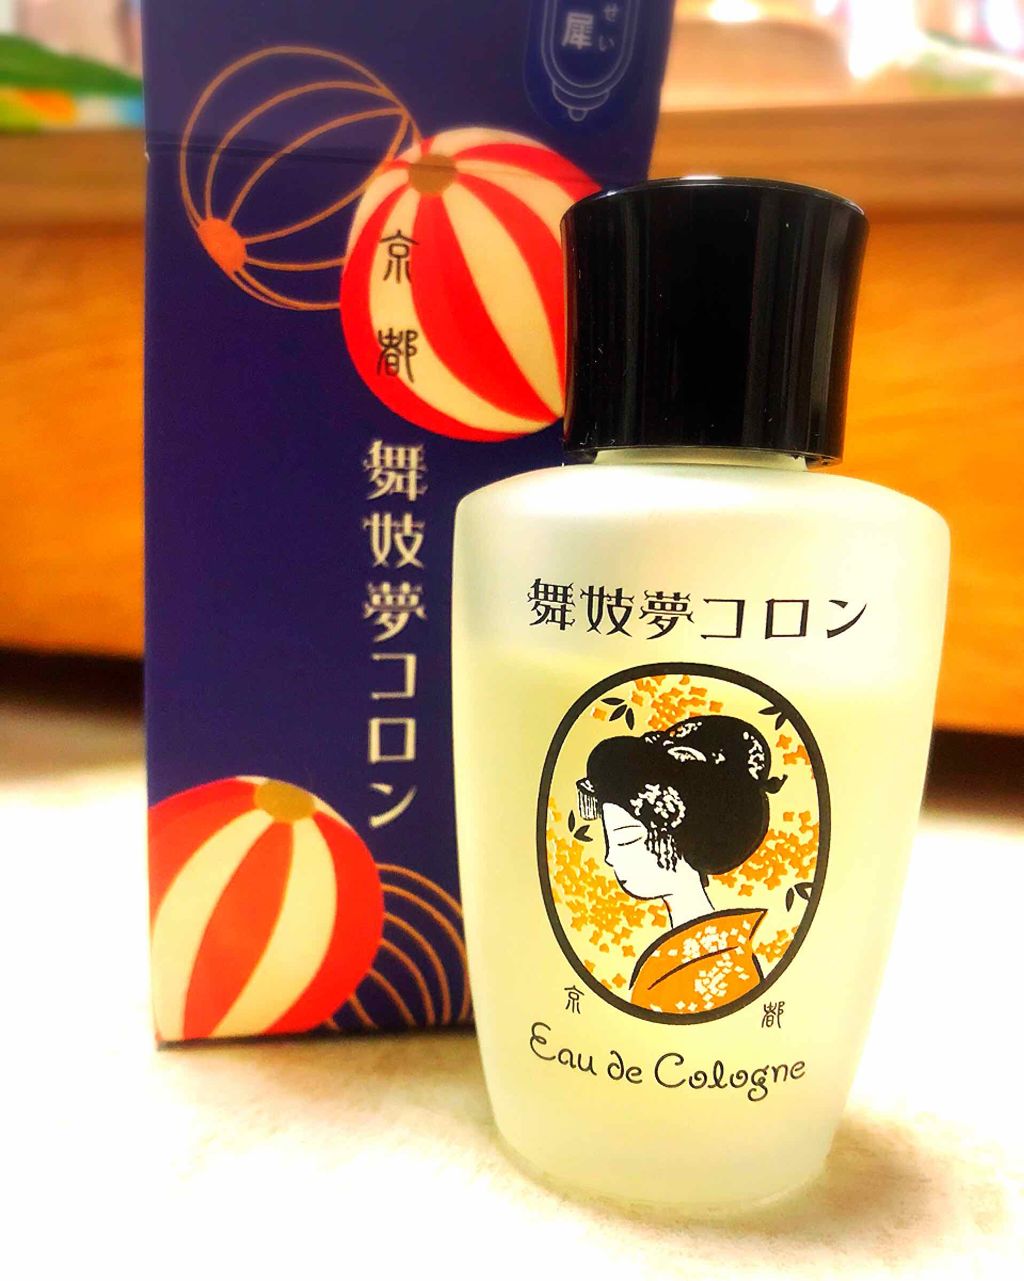 犀
せい
京都
舞妓夢コロン
舞妓夢コロン
京 都
Eau de Cologne